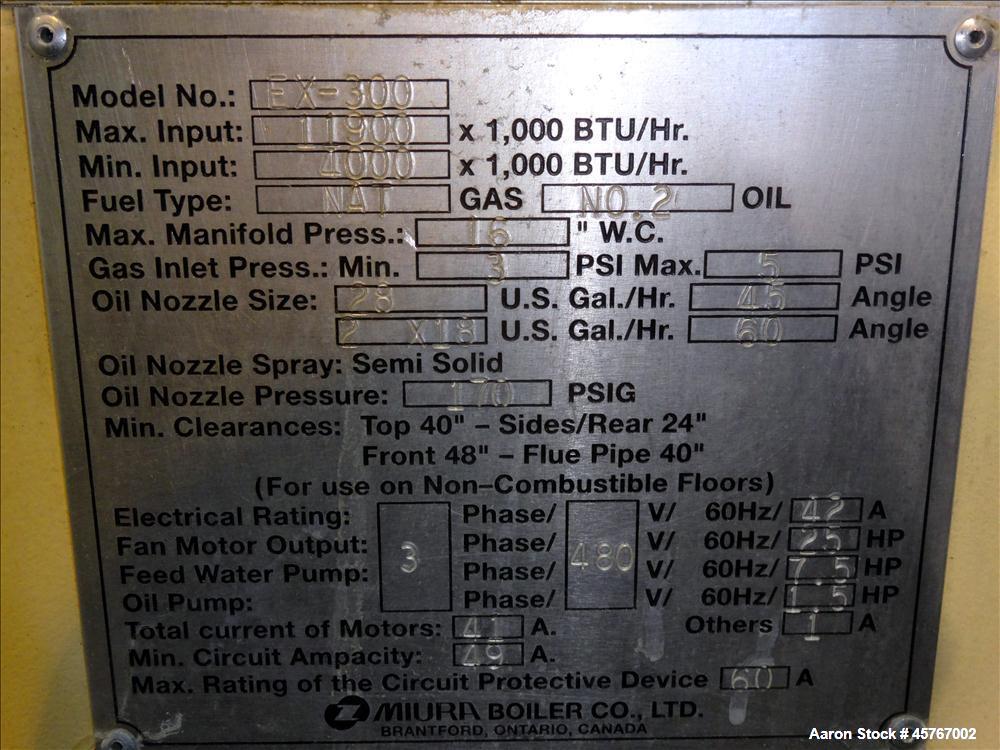 Model No.: EX-300
Max. Input: 11900 x 1,000 BTU/Hr.
Min. Input: 4000 x 1,000 BTU/Hr.
Fuel Type: NAT GAS NO.2 OIL
Max. Manifold Press.: 16 " W.C.
Gas Inlet Press.: Min. 3 PSI Max. 5 PSI
Oil Nozzle Size: 28 U.S. Gal./Hr. 45 Angle
2 X18 U.S. Gal./Hr. 60 Angle
Oil Nozzle Spray: Semi Solid
Oil Nozzle Pressure: 170 PSIG
Min. Clearances: Top 40" – Sides/Rear 24"
Front 48" – Flue Pipe 40"
(For use on Non–Combustible Floors)
Electrical Rating: Phase/ V/ 60Hz/ 42 A
Fan Motor Output: Phase/ V/ 60Hz/ 25 HP
3 480
Feed Water Pump: Phase/ V/ 60Hz/ 7.5 HP
Oil Pump: Phase/ V/ 60Hz/ 1.5 HP
Total current of Motors: 41 A. Others 1 A
Min. Circuit Ampacity: 49 A.
Max. Rating of the Circuit Protective Device 60 A
MIURA BOILER CO., LTD.
BRANTFORD, ONTARIO, CANADA
Aaron Stock # 45767002